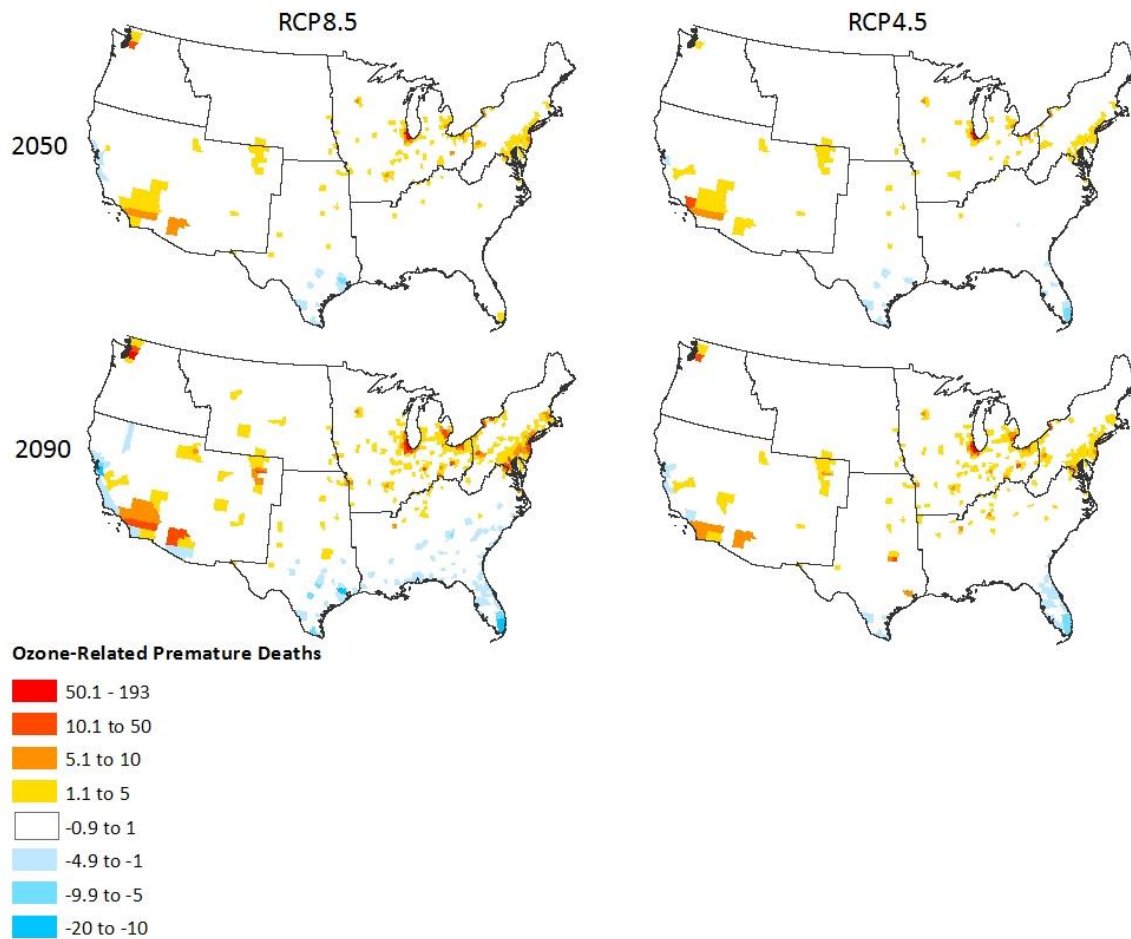 RCP8.5
RCP4.5
2050
2090
Ozone-Related Premature Deaths
50.1 - 193
10.1 to 50
5.1 to 10
1.1 to 5
-0.9 to 1
-4.9 to -1
-9.9 to -5
-20 to -10